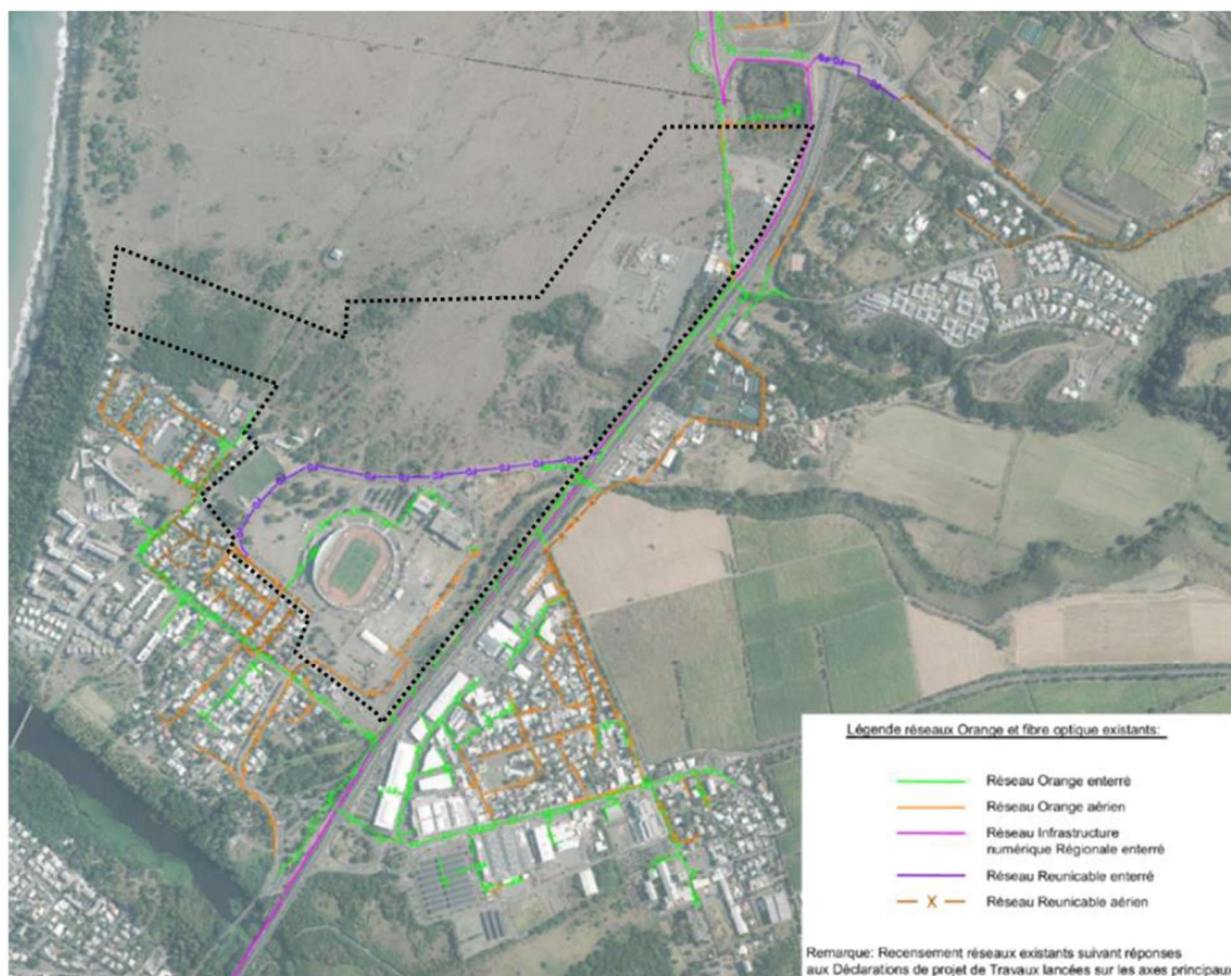 Légende réseaux Orange et fibre optique existants:
Réseau Orange enterré
Réseau Orange aérien
Réseau Infrastructure
numérique Régionale enterré
Réseau Reunicable enterré
X
Réseau Reunicable aérien
Remarque: Recensement réseaux existants suivant réponses
aux Déclarations de projet de Travaux lancées sur les axes principaux